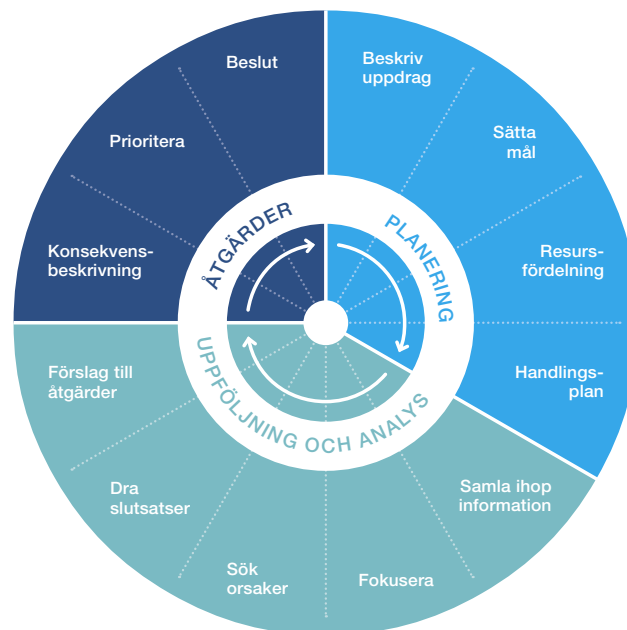 Beskriv
uppdrag
Sätta
mål
Resurs-
fördelning
Handlings-
plan
Samla ihop
information
Fokusera
Sök
orsaker
Dra
slutsatser
Förslag till
åtgärder
Konsekvens-
beskrivning
Prioritera
Beslut
PLANERING
UPPFÖLJNING OCH ANALYS
ÅTGÄRDER